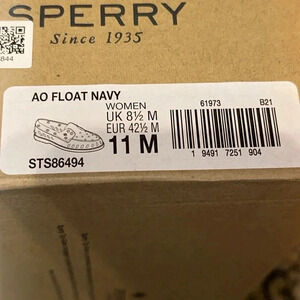 SPERRY
Since 1935
844
AO FLOAT NAVY
WOMEN
UK 8½ M
EUR 42½ M
11 M
STS86494
61973 B21
1 9491 7251 904